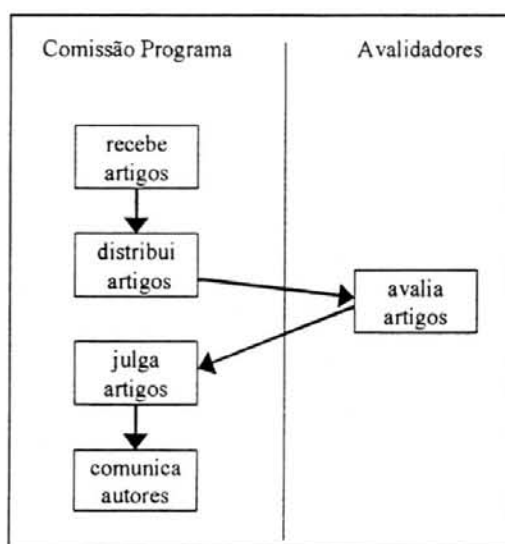 Comissão Programa
Avalidadores
recebe
artigos
distribui
artigos
avalia
artigos
julga
artigos
comunica
autores